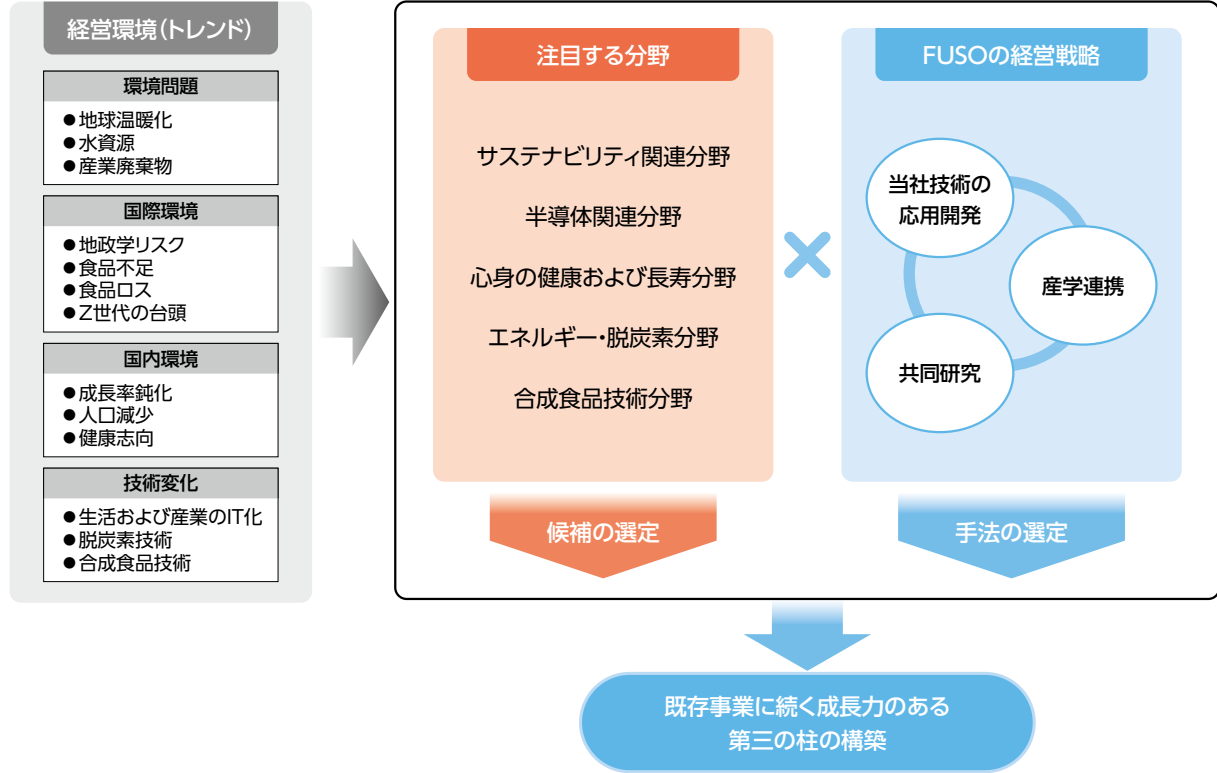 経営環境(トレンド)
環境問題
●地球温暖化
●水資源
●産業廃棄物
国際環境
●地政学リスク
●食品不足
●食品ロス
●Z世代の台頭
国内環境
●成長率鈍化
●人口減少
●健康志向
技術変化
●生活および産業のIT化
●脱炭素技術
●合成食品技術
注目する分野
サステナビリティ関連分野
半導体関連分野
心身の健康および長寿分野
エネルギー・脱炭素分野
合成食品技術分野
候補の選定
FUSOの経営戦略
当社技術の
応用開発
産学連携
共同研究
手法の選定
既存事業に続く成長力のある
第三の柱の構築